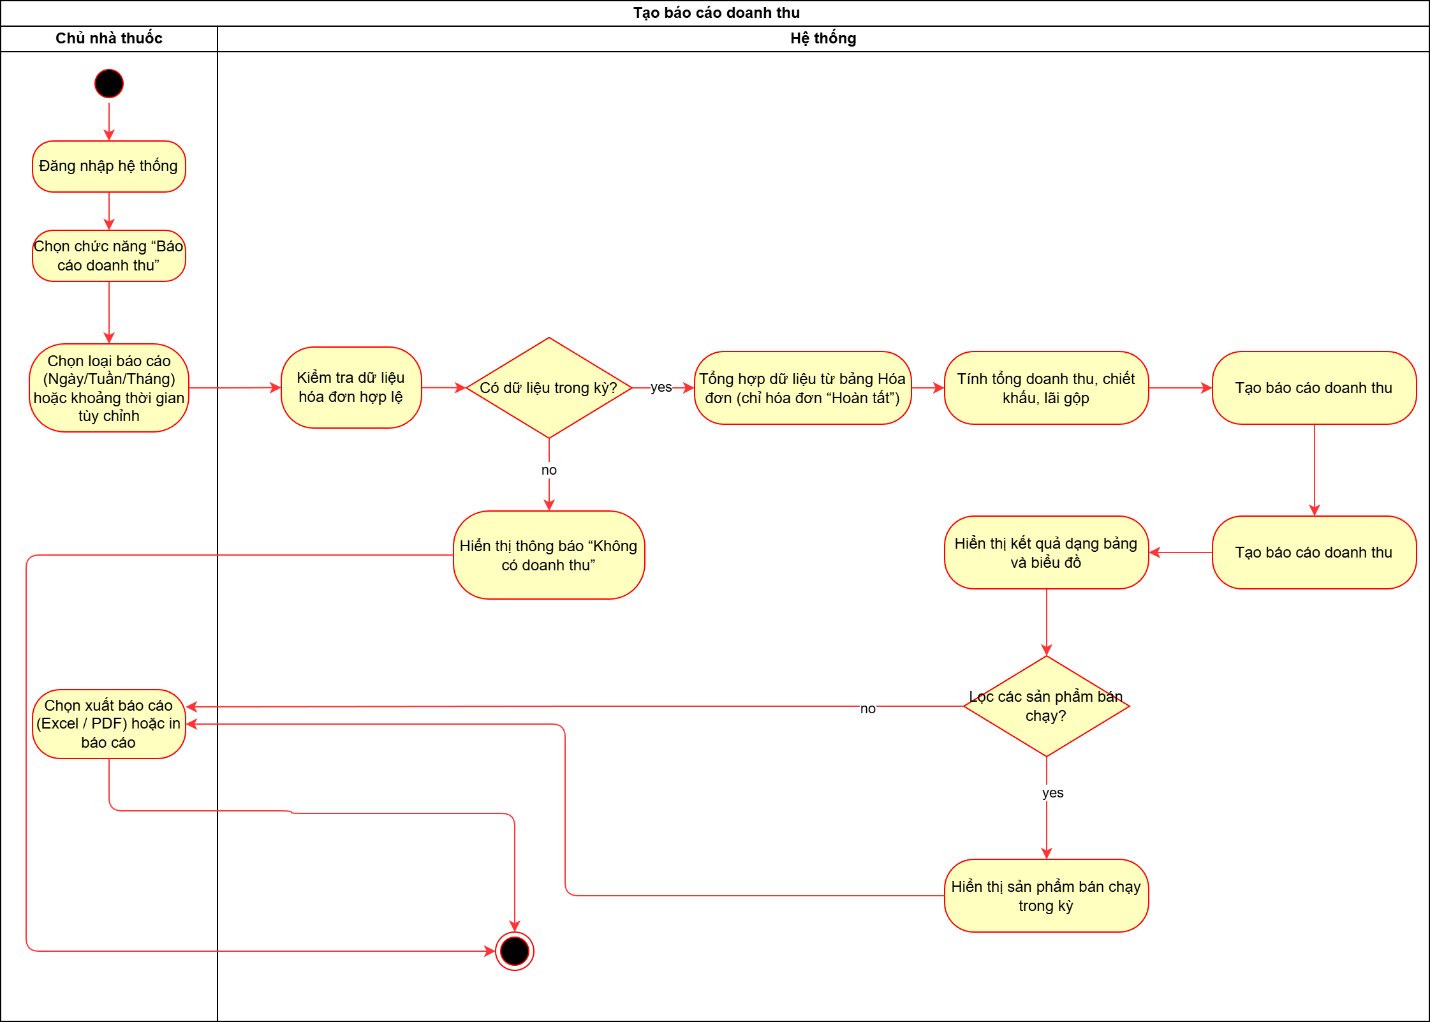 Tạo báo cáo doanh thu
Chủ nhà thuốc
Hệ thống
Đăng nhập hệ thống
Chọn chức năng “Báo
cáo doanh thu”
Chọn loại báo cáo
(Ngày/Tuần/Tháng)
hoặc khoảng thời gian
tùy chỉnh
Kiểm tra dữ liệu
hóa đơn hợp lệ
Có dữ liệu trong kỳ?
yes
Tổng hợp dữ liệu từ bảng Hóa
đơn (chỉ hóa đơn “Hoàn tất”)
Tính tổng doanh thu, chiết
khấu, lãi gộp
Tạo báo cáo doanh thu
no
Hiển thị thông báo “Không
có doanh thu”
Hiển thị kết quả dạng bảng
và biểu đồ
Tạo báo cáo doanh thu
Chọn xuất báo cáo
(Excel / PDF) hoặc in
báo cáo
no
Lọc các sản phẩm bán
chạy?
yes
Hiển thị sản phẩm bán chạy
trong kỳ